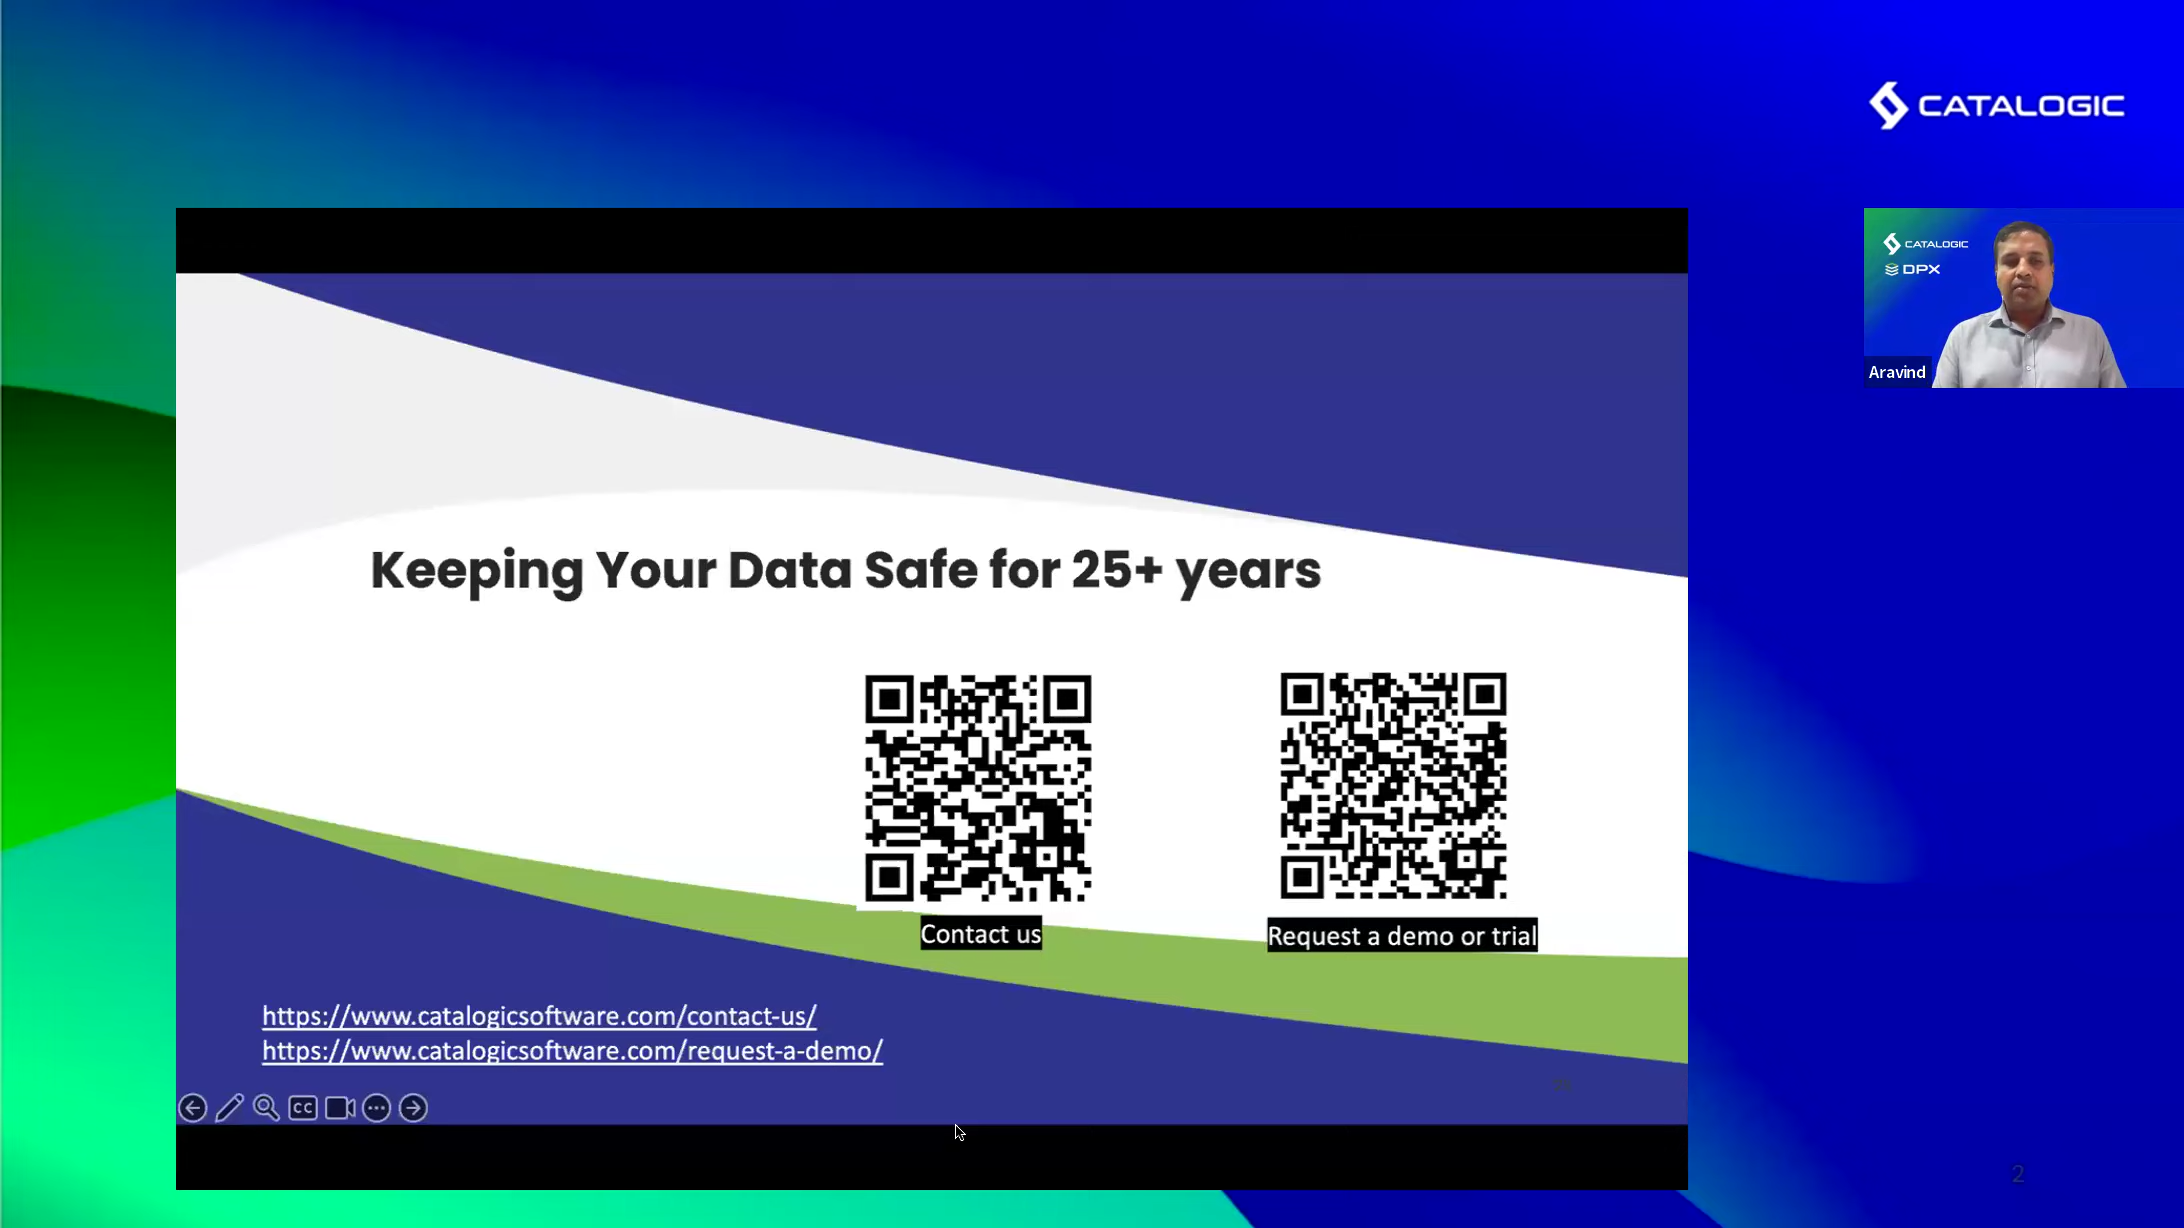 CATALOGIC
CATALOGIC
DPX
Aravind
Keeping Your Data Safe for 25+ years
Contact us
Request a demo or trial
https://www.catalogicsoftware.com/contact-us/
https://www.catalogicsoftware.com/request-a-demo/
CC
2